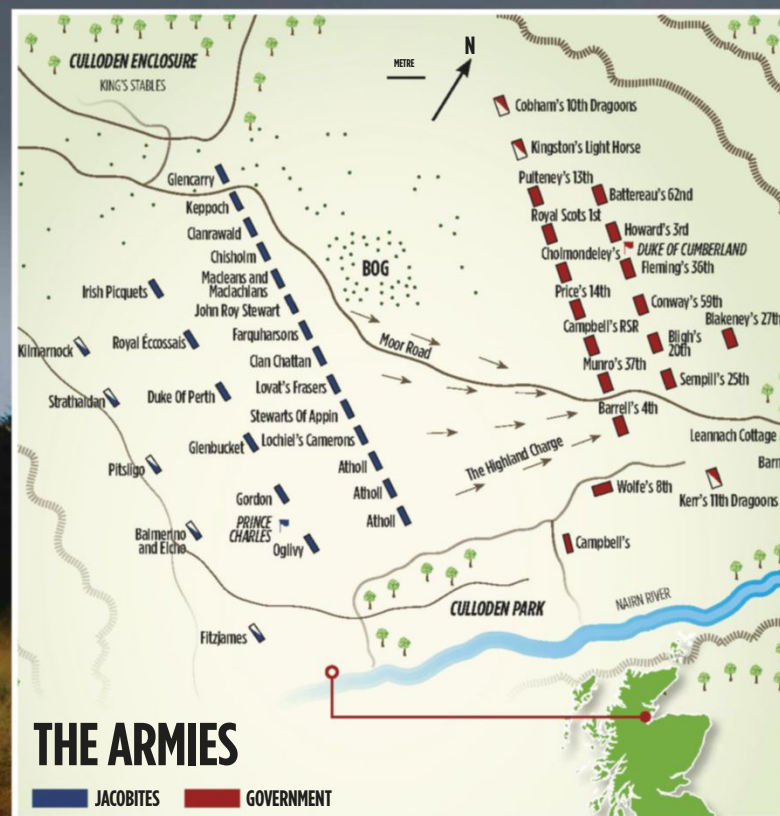 CULLODEN ENCLOSURE
KING'S STABLES
METRE
N
Cobham's 10th Dragoons
Kingston's Light Horse
Pulteney's 13th
Battereau's 62nd
Royal Scots 1st
Howard's 3rd
Cholmondeley's
DUKE OF CUMBERLAND
Fleming's 36th
Price's 14th
Conway's 59th
Campbell's RSR
Blakeney's 27th
Bligh's
20th
Munro's 37th
Sempill's 25th
Barrell's 4th
Leannach Cottage
Barn
Wolfe's 8th
Kerr's 11th Dragoons
Campbell's
Glencarry
Keppoch
Clanrawald
Chisholm
Macleans and
Maclachlans
John Roy Stewart
Farquharsons
Clan Chattan
Lovat's Frasers
Stewarts Of Appin
Lochiel's Camerons
Atholl
Atholl
Atholl
Irish Picquets
Royal Écossais
Kilmarnock
Strathaldan
Duke Of Perth
Glenbucket
Pitsligo
Gordon
PRINCE
CHARLES
Oglivy
Balmerino
and Elcho
Fitzjames
BOG
Moor Road
The Highland Charge
CULLODEN PARK
NAIRN RIVER
THE ARMIES
JACOBITES
GOVERNMENT